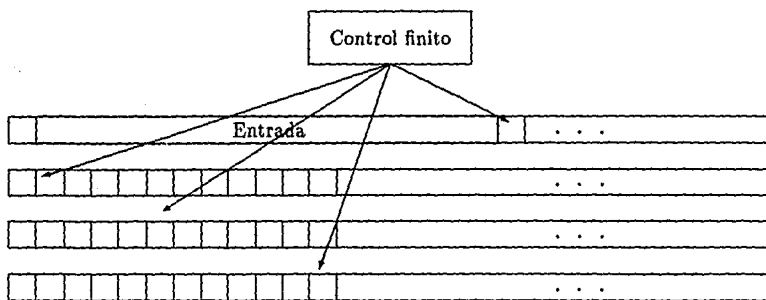 Control finito
Entrada
. . .
. . .
. . .
. . .